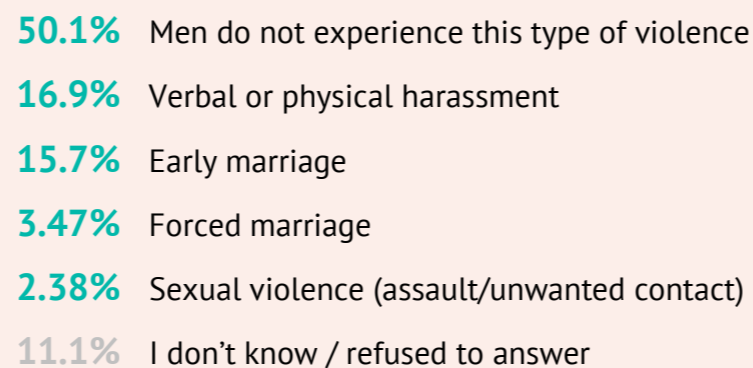 50.1% Men do not experience this type of violence
16.9% Verbal or physical harassment
15.7% Early marriage
3.47% Forced marriage
2.38% Sexual violence (assault/unwanted contact)
11.1% I don’t know / refused to answer